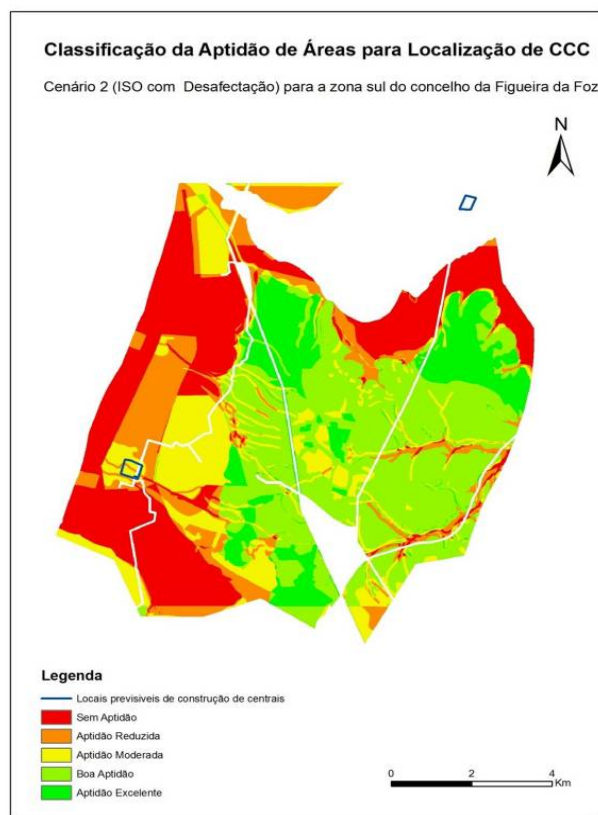 Classificação da Aptidão de Áreas para Localização de CCC
Cenário 2 (ISO com Desafectação) para a zona sul do concelho da Figueira da Foz
N
Legenda
Locais previsiveis de construção de centrais
Sem Aptidão
Aptidão Reduzida
Aptidão Moderada
Boa Aptidão
Aptidão Excelente
0 2 4
Km